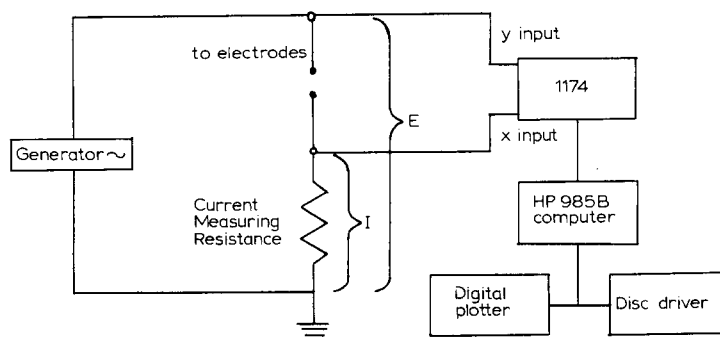 to electrodes
y input
1174
x input
E
Generator ~
I
Current
Measuring
Resistance
HP 985B
computer
Digital
plotter
Disc driver